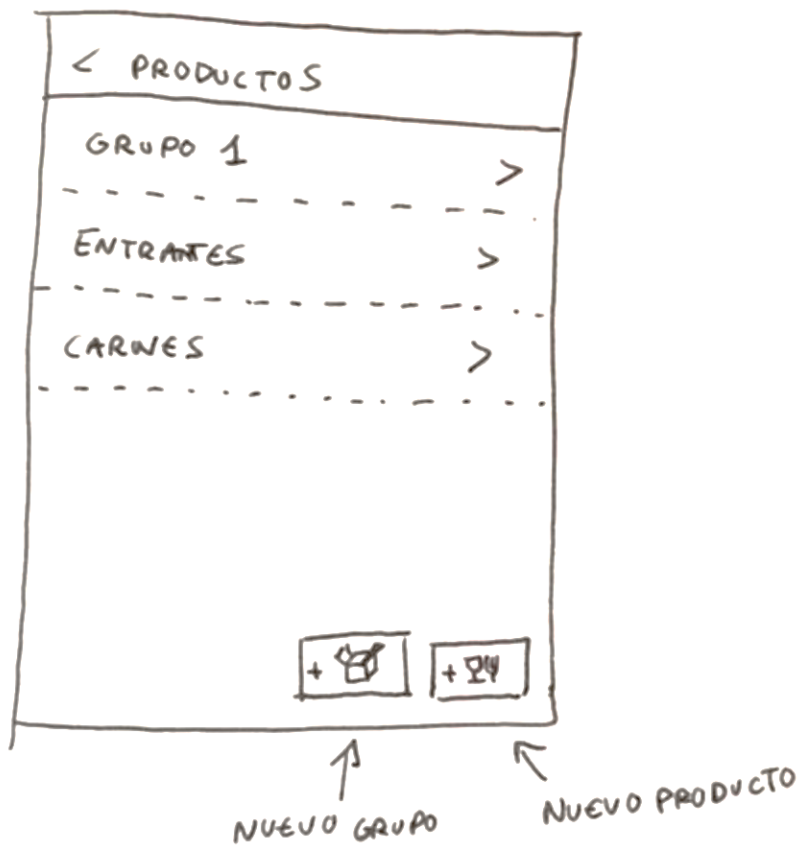 < PRODUCTOS
GRUPO 1 >
ENTRANTES >
CARNES >
+ +
NUEVO GRUPO
NUEVO PRODUCTO